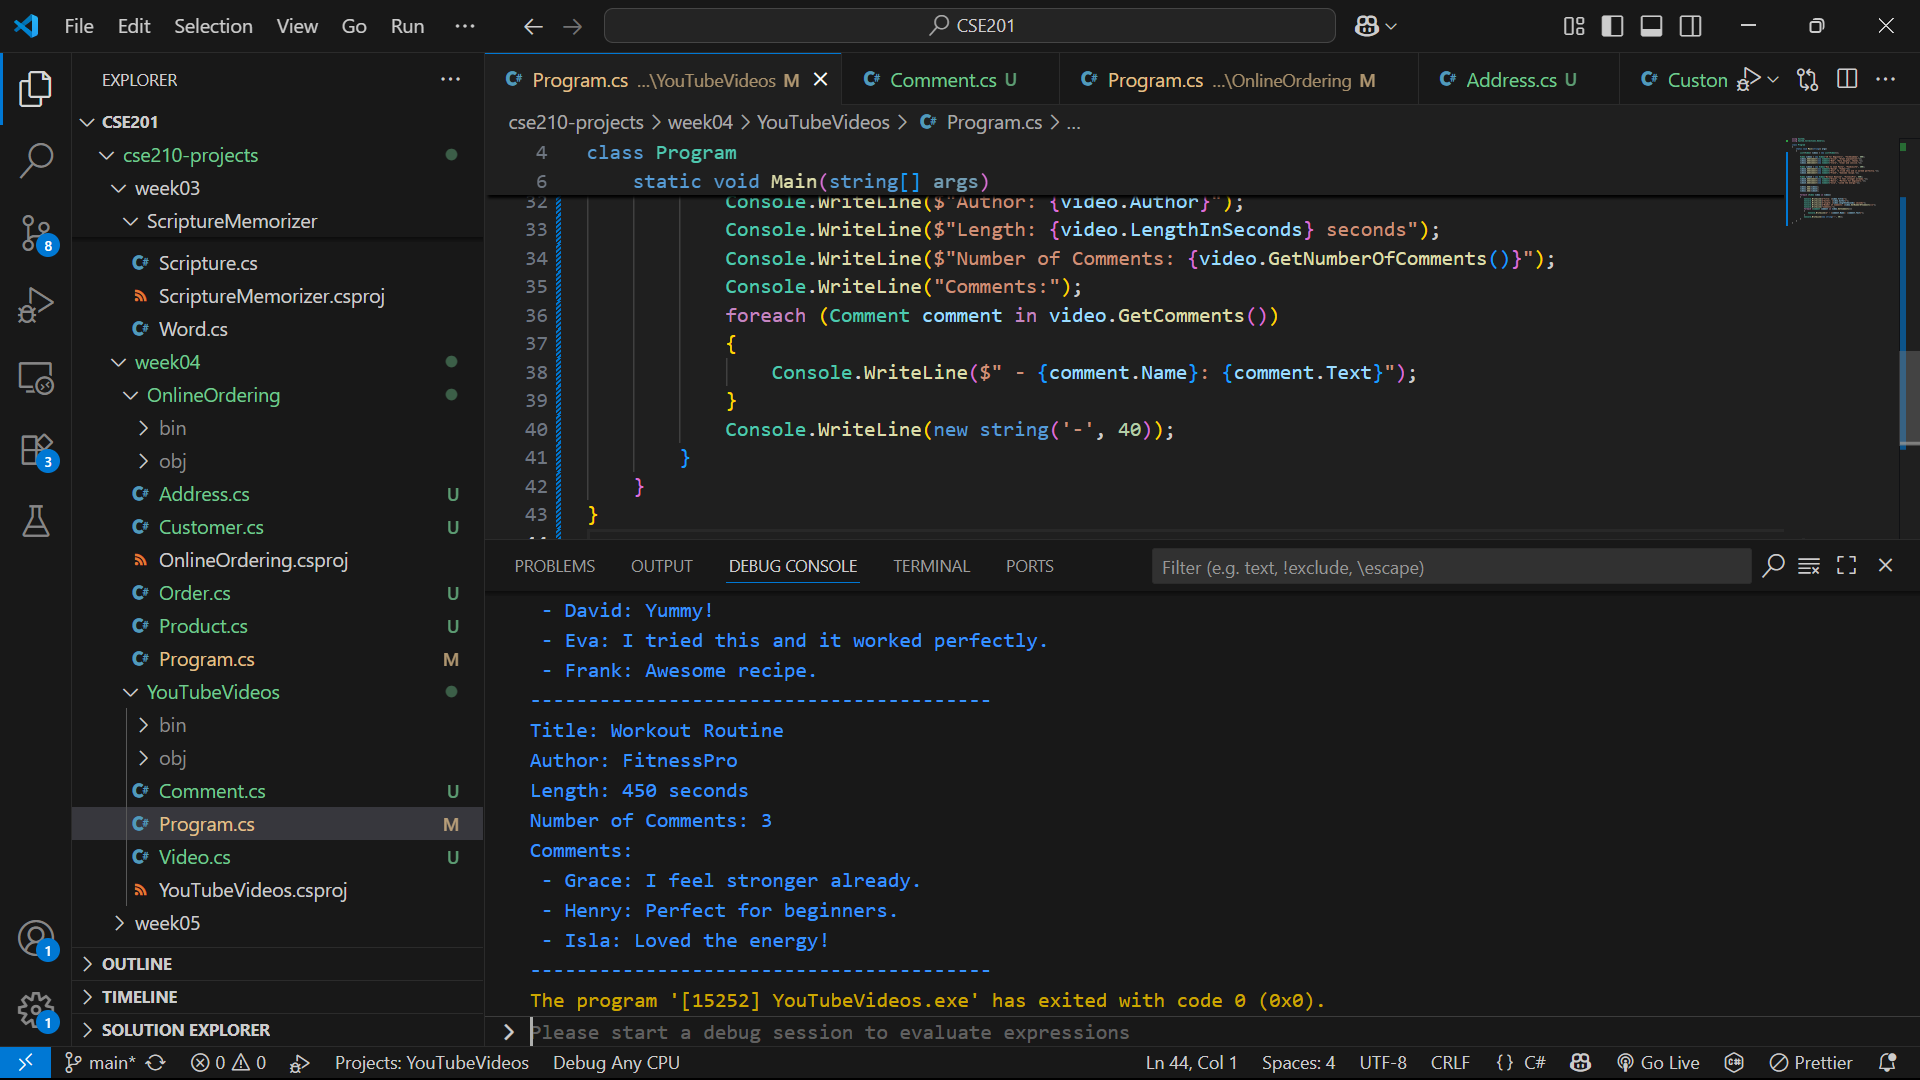 File Edit Selection View Go Run ··· CSE201
EXPLORER
CSE201
cse210-projects
week03
ScriptureMemorizer
Scripture.cs
ScriptureMemorizer.csproj
Word.cs
week04
OnlineOrdering
bin
obj
Address.cs U
Customer.cs U
OnlineOrdering.csproj
Order.cs U
Product.cs U
Program.cs M
YouTubeVideos
bin
obj
Comment.cs U
Program.cs M
Video.cs U
YouTubeVideos.csproj
week05
OUTLINE
TIMELINE
SOLUTION EXPLORER
8
3
1
1
Program.cs ...\YouTubeVideos M Comment.cs U Program.cs ...\OnlineOrdering M Address.cs U Custon
cse210-projects > week04 > YouTubeVideos > Program.cs > ...
4 class Program
6 static void Main(string[] args)
32 Console.WriteLine($"Author: {video.Author}");
33 Console.WriteLine($"Length: {video.LengthInSeconds} seconds");
34 Console.WriteLine($"Number of Comments: {video.GetNumberOfComments()}");
35 Console.WriteLine("Comments:");
36 foreach (Comment comment in video.GetComments())
37 {
38 Console.WriteLine($" - {comment.Name}: {comment.Text}");
39 }
40 Console.WriteLine(new string('-', 40));
41 }
42 }
43 }
PROBLEMS OUTPUT DEBUG CONSOLE TERMINAL PORTS Filter (e.g. text, !exclude, \escape)
- David: Yummy!
- Eva: I tried this and it worked perfectly.
- Frank: Awesome recipe.
----------------------------------------
Title: Workout Routine
Author: FitnessPro
Length: 450 seconds
Number of Comments: 3
Comments:
- Grace: I feel stronger already.
- Henry: Perfect for beginners.
- Isla: Loved the energy!
----------------------------------------
The program '[15252] YouTubeVideos.exe' has exited with code 0 (0x0).
Please start a debug session to evaluate expressions
main* 0 0 Projects: YouTubeVideos Debug Any CPU Ln 44, Col 1 Spaces: 4 UTF-8 CRLF {} C# Go Live Prettier